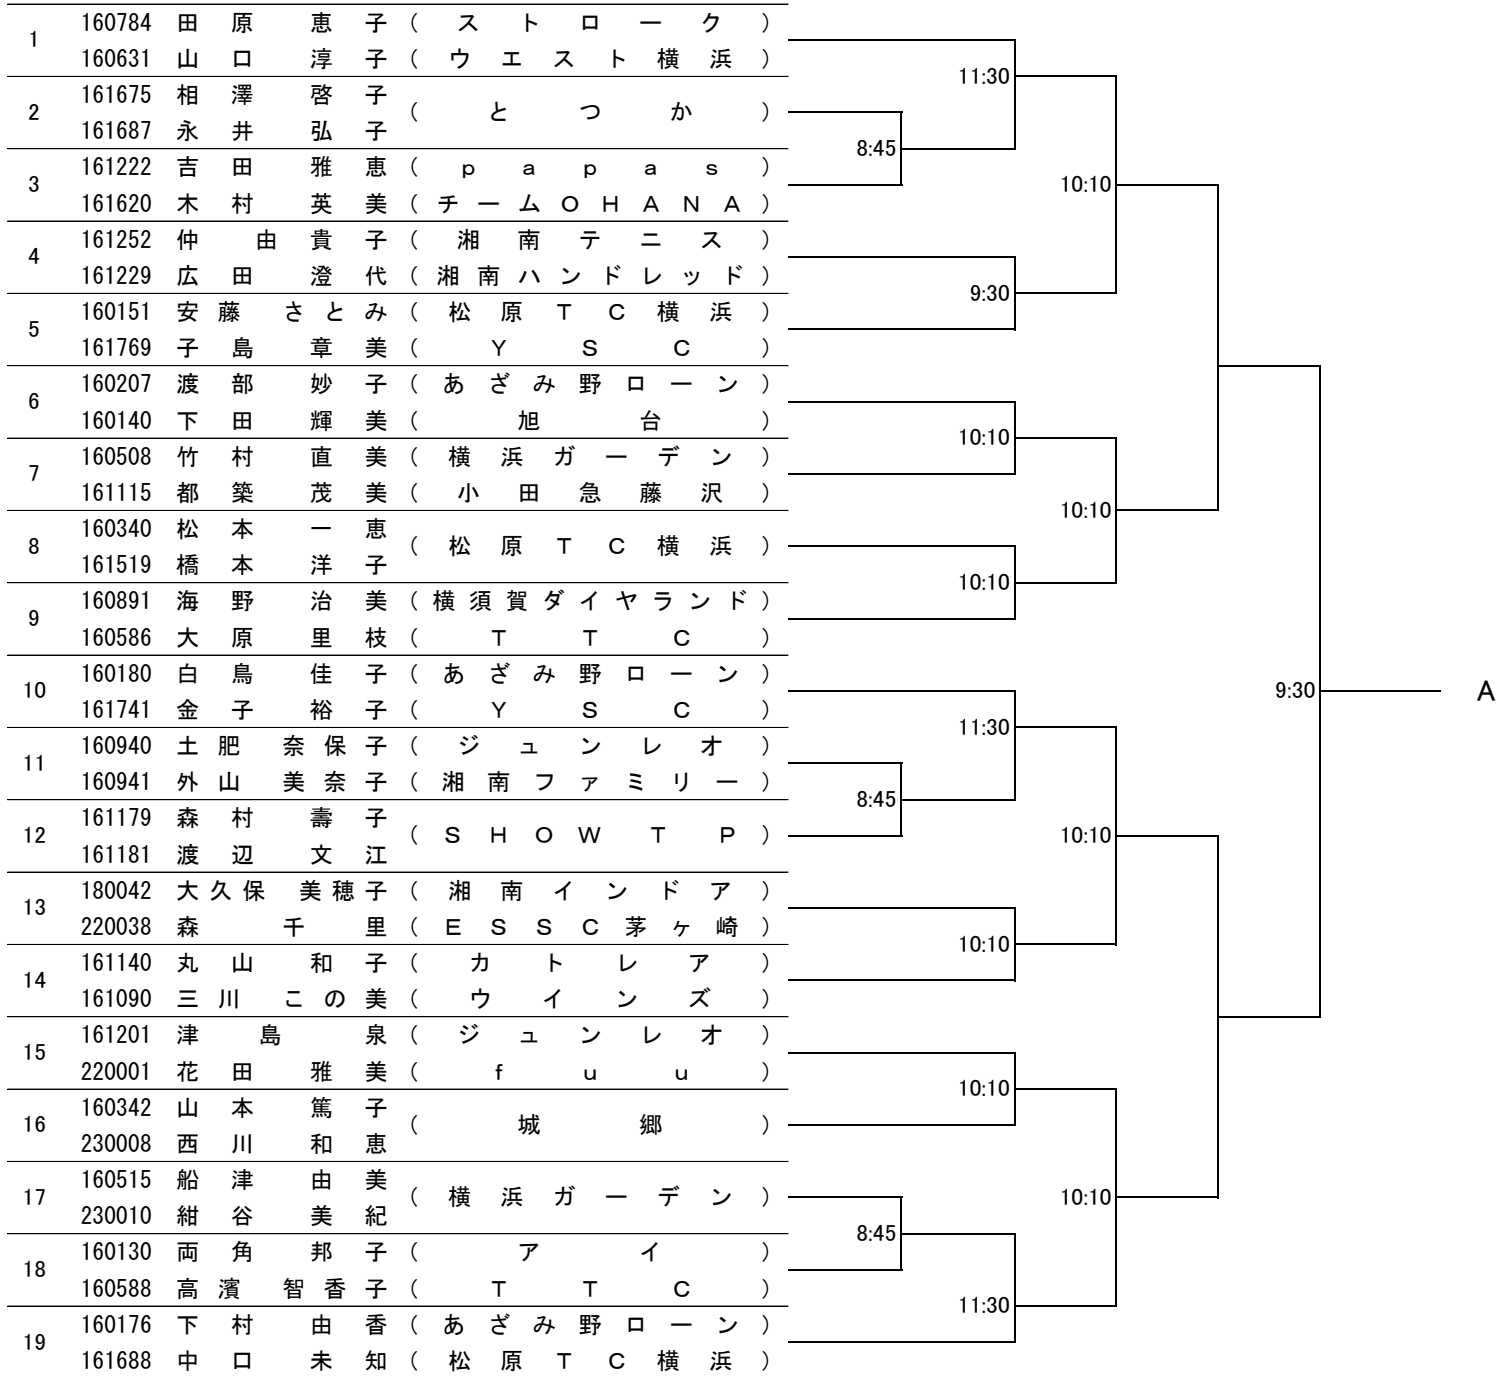 1 160784 田原 恵子 (ストローク)
160631 山口 淳子 (ウエスト横浜)
2 161675 相澤 啓子 (とつか)
161687 永井 弘子
3 161222 吉田 雅恵 (ｐａｐａｓ)
161620 木村 英美 (チームＯＨＡＮＡ)
4 161252 仲 由貴子 (湘南テニス)
161229 広田 澄代 (湘南ハンドレッド)
5 160151 安藤 さとみ (松原ＴＣ横浜)
161769 子島 章美 (ＹＳＣ)
6 160207 渡部 妙子 (あざみ野ローン)
160140 下田 輝美 (旭台)
7 160508 竹村 直美 (横浜ガーデン)
161115 都築 茂美 (小田急藤沢)
8 160340 松本 一恵 (松原ＴＣ横浜)
161519 橋本 洋子
9 160891 海野 治美 (横須賀ダイヤランド)
160586 大原 里枝 (ＴＴＣ)
10 160180 白鳥 佳子 (あざみ野ローン)
161741 金子 裕子 (ＹＳＣ)
11 160940 土肥 奈保子 (ジュンレオ)
160941 外山 美奈子 (湘南ファミリー)
12 161179 森村 壽子 (ＳＨＯＷ ＴＰ)
161181 渡辺 文江
13 180042 大久保 美穂子 (湘南インドア)
220038 森 千里 (ＥＳＳＣ茅ヶ崎)
14 161140 丸山 和子 (カトレア)
161090 三川 この美 (ウインズ)
15 161201 津島 泉 (ジュンレオ)
220001 花田 雅美 (ｆｕｕ)
16 160342 山本 篤子 (城郷)
230008 西川 和恵
17 160515 船津 由美 (横浜ガーデン)
230010 紺谷 美紀
18 160130 両角 邦子 (アイ)
160588 高濱 智香子 (ＴＴＣ)
19 160176 下村 由香 (あざみ野ローン)
161688 中口 未知 (松原ＴＣ横浜)
8:45
8:45
8:45
11:30
9:30
10:10
10:10
11:30
10:10
10:10
11:30
10:10
10:10
10:10
10:10
9:30
A